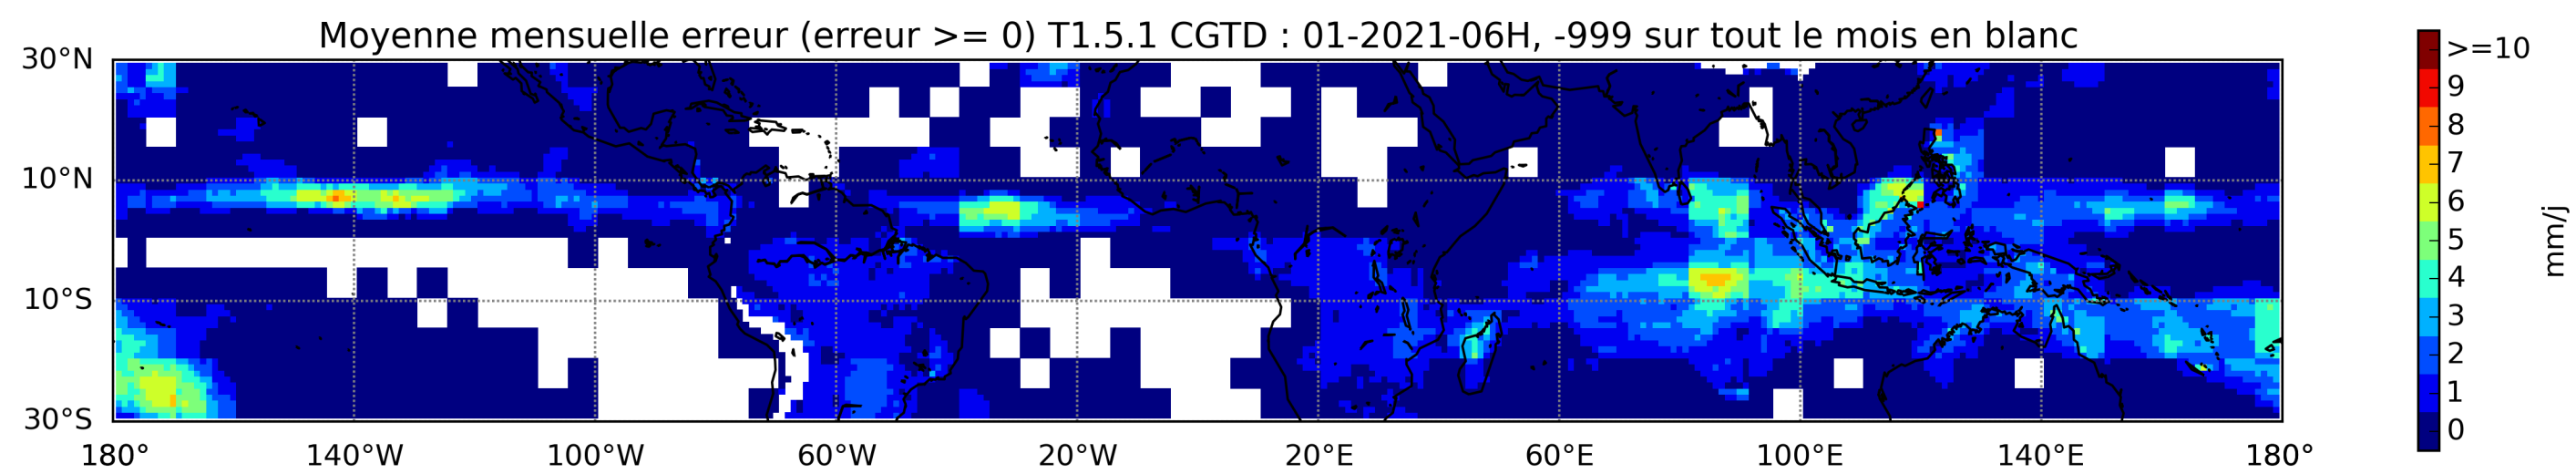 Moyenne mensuelle erreur (erreur >= 0) T1.5.1 CGTD : 01-2021-06H, -999 sur tout le mois en blanc
30°N
10°N
10°S
30°S
180° 140°W 100°W 60°W 20°W 20°E 60°E 100°E 140°E 180°
>=10
9
8
7
6
5
4
3
2
1
0
mm/j